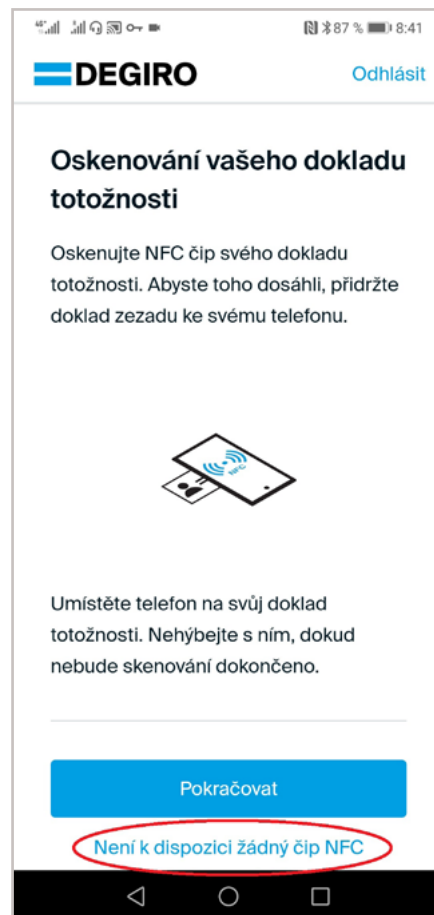 87 % 8:41
DEGIRO
Odhlásit
Oskenování vašeho dokladu
totožnosti
Oskenujte NFC čip svého dokladu
totožnosti. Abyste toho dosáhli, přidržte
doklad zezadu ke svému telefonu.
NFC
Umístěte telefon na svůj doklad
totožnosti. Nehýbejte s ním, dokud
nebude skenování dokončeno.
Pokračovat
Není k dispozici žádný čip NFC